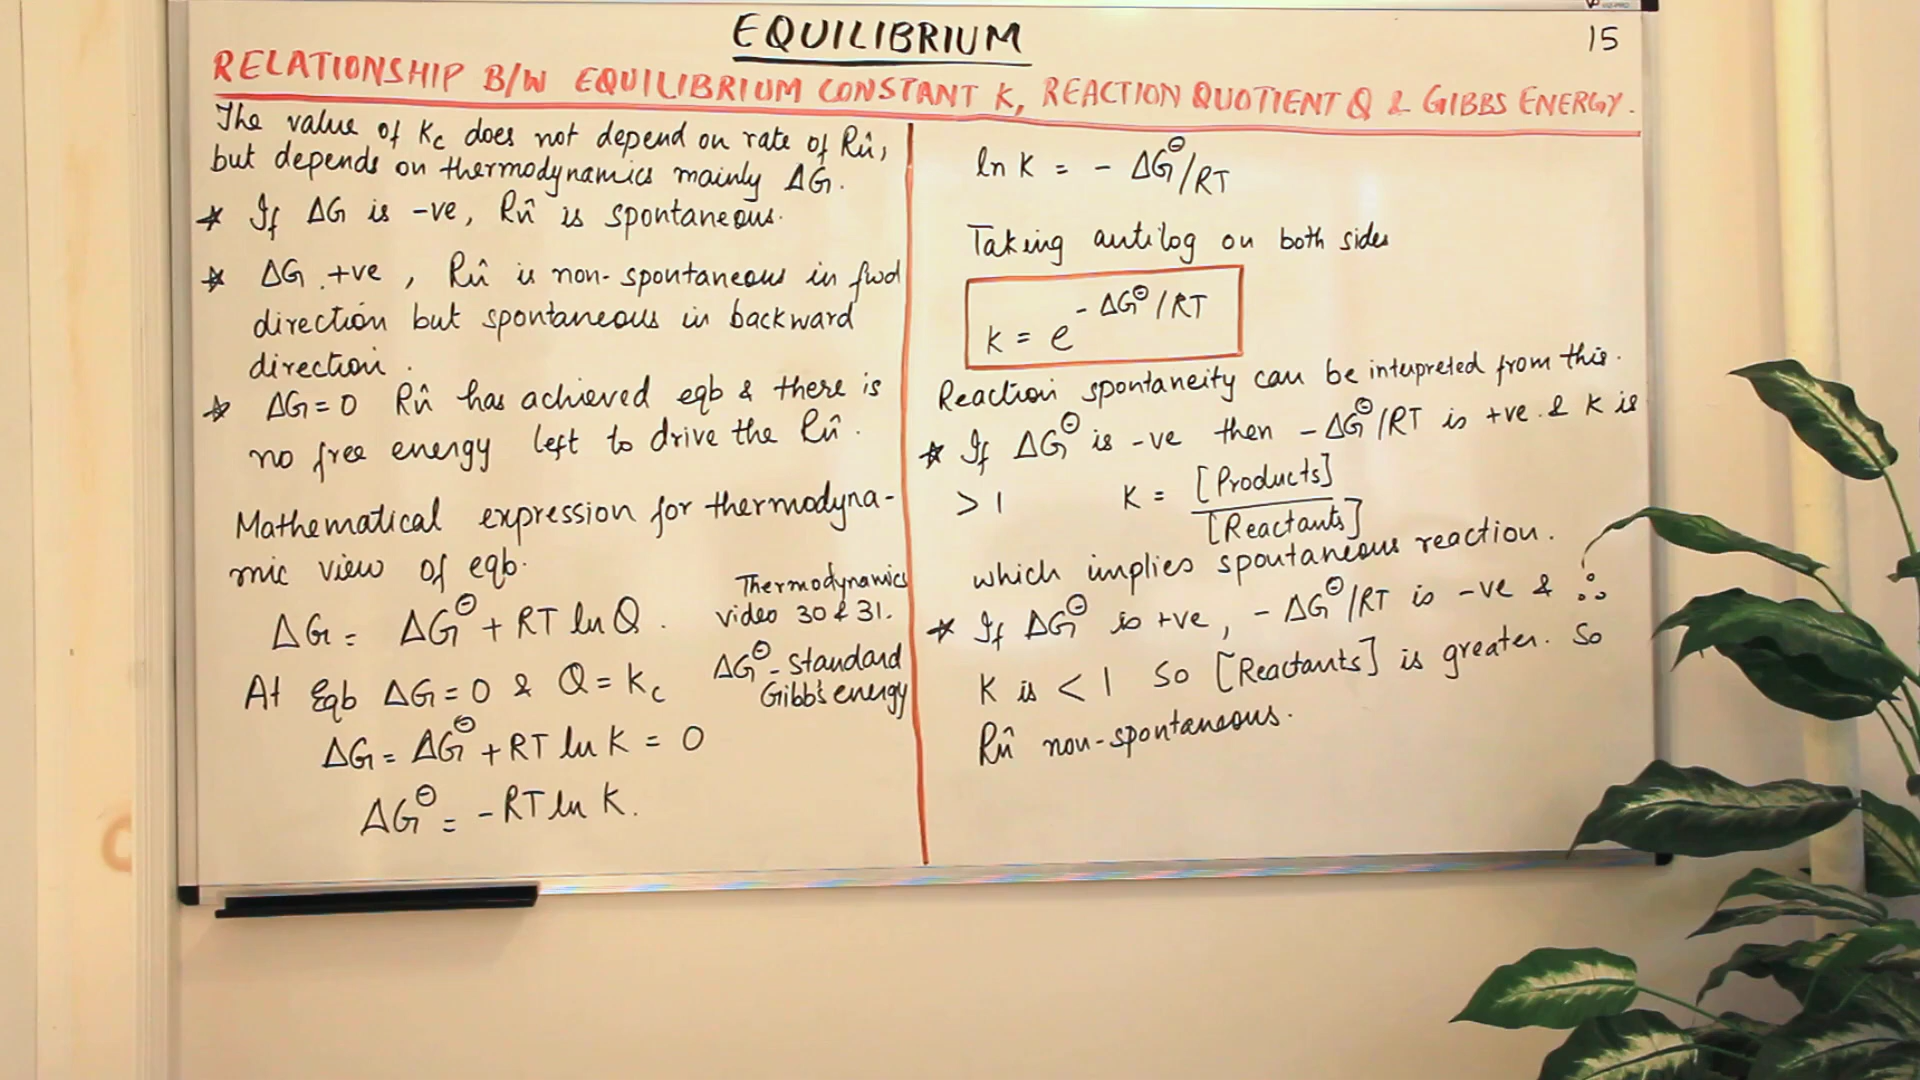 EQUILIBRIUM
15
RELATIONSHIP B/W EQUILIBRIUM CONSTANT K, REACTION QUOTIENT Q & GIBBS ENERGY.
The value of Kc does not depend on rate of Rn̂,
but depends on thermodynamics mainly ΔG.
* If ΔG is -ve, Rn̂ is spontaneous.
* ΔG +ve, Rn̂ is non-spontaneous in fwd
direction but spontaneous in backward
direction.
* ΔG = 0 Rn̂ has achieved eqb & there is
no free energy left to drive the Rn̂.
Mathematical expression for thermodyna-
mic view of eqb.
ΔG = ΔG⊖ + RT ln Q.
Thermodynamics
video 30 & 31.
At Eqb ΔG = 0 & Q = Kc
ΔG⊖ - standard
Gibb's energy
ΔG = ΔG⊖ + RT ln K = 0
ΔG⊖ = - RT ln K.
ln K = - ΔG⊖/RT
Taking antilog on both sides
K = e^(- ΔG⊖/RT)
Reaction spontaneity can be interpreted from this.
* If ΔG⊖ is -ve then - ΔG⊖/RT is +ve & K is
> 1 K = [Products]/[Reactants]
which implies spontaneous reaction.
* If ΔG⊖ is +ve, - ΔG⊖/RT is -ve & ∴
K is < 1 So [Reactants] is greater. So
Rn̂ non-spontaneous.